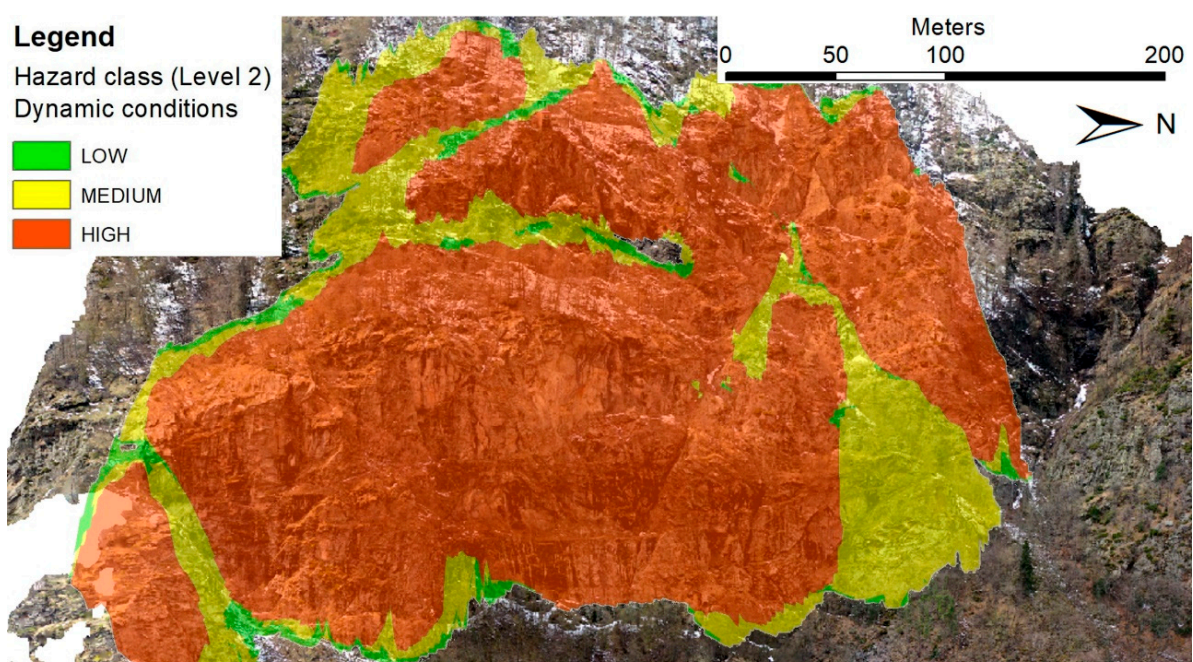 Legend
Hazard class (Level 2)
Dynamic conditions
LOW
MEDIUM
HIGH
Meters
0 50 100 200
N